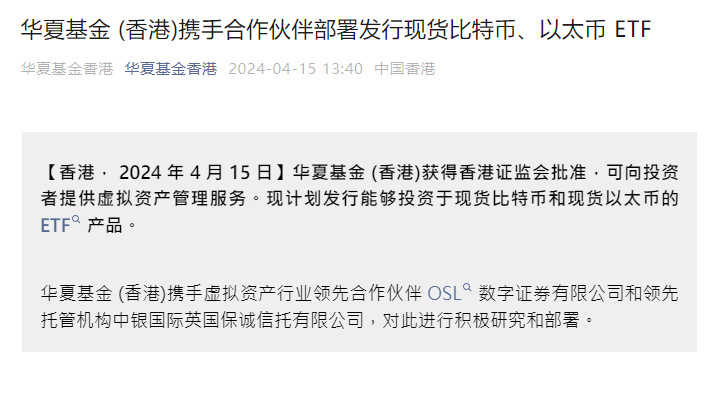 华夏基金 (香港)携手合作伙伴部署发行现货比特币、以太币 ETF
华夏基金香港 华夏基金香港 2024-04-15 13:40 中国香港
【香港， 2024 年 4 月 15 日】华夏基金 (香港)获得香港证监会批准，可向投资
者提供虚拟资产管理服务。现计划发行能够投资于现货比特币和现货以太币的
ETF 产品。
华夏基金 (香港)携手虚拟资产行业领先合作伙伴 OSL 数字证券有限公司和领先
托管机构中银国际英国保诚信托有限公司，对此进行积极研究和部署。